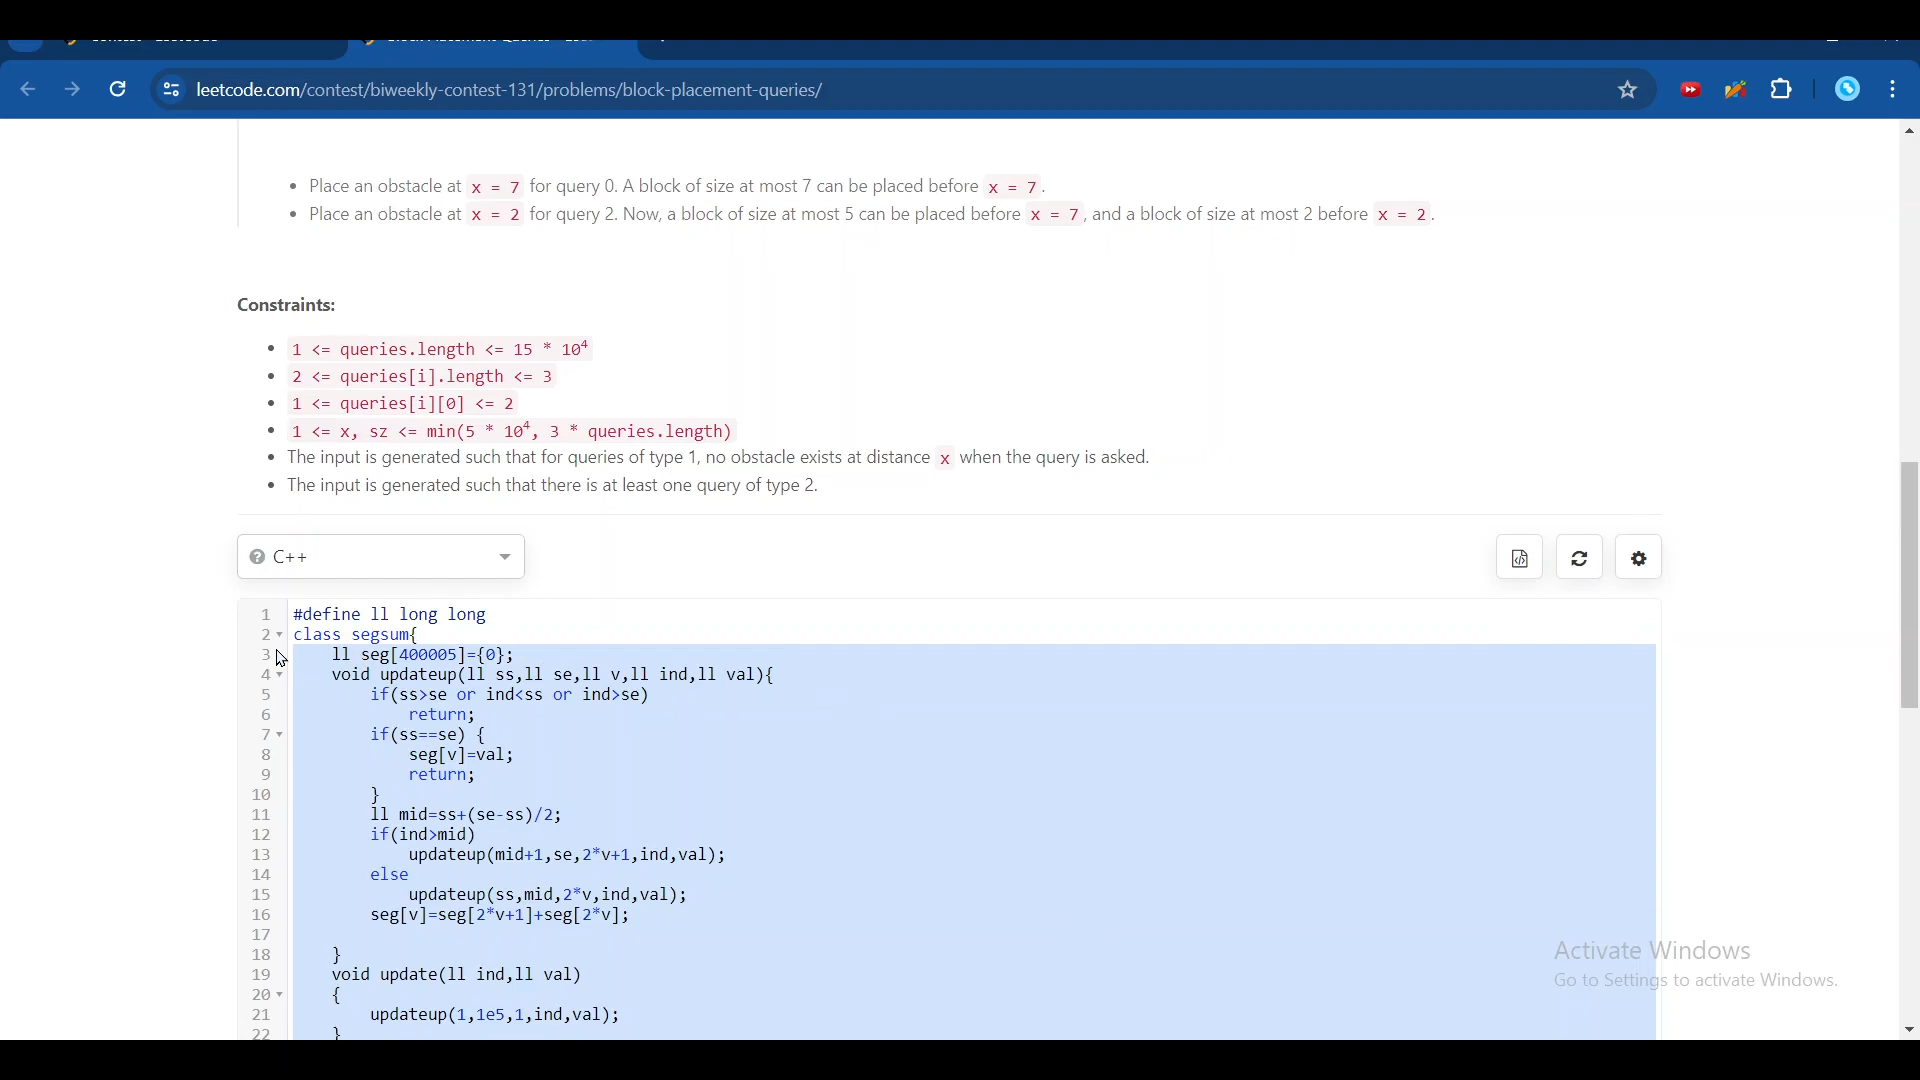 leetcode.com/contest/biweekly-contest-131/problems/block-placement-queries/
Place an obstacle at x = 7 for query 0. A block of size at most 7 can be placed before x = 7.
Place an obstacle at x = 2 for query 2. Now, a block of size at most 5 can be placed before x = 7, and a block of size at most 2 before x = 2.
Constraints:
1 <= queries.length <= 15 * 10⁴
2 <= queries[i].length <= 3
1 <= queries[i][0] <= 2
1 <= x, sz <= min(5 * 10⁴, 3 * queries.length)
The input is generated such that for queries of type 1, no obstacle exists at distance x when the query is asked.
The input is generated such that there is at least one query of type 2.
C++
1 #define ll long long
2 class segsum{
3 ll seg[400005]={0};
4 void updateup(ll ss,ll se,ll v,ll ind,ll val){
5 if(ss>se or ind<ss or ind>se)
6 return;
7 if(ss==se) {
8 seg[v]=val;
9 return;
10 }
11 ll mid=ss+(se-ss)/2;
12 if(ind>mid)
13 updateup(mid+1,se,2*v+1,ind,val);
14 else
15 updateup(ss,mid,2*v,ind,val);
16 seg[v]=seg[2*v+1]+seg[2*v];
17
18 }
19 void update(ll ind,ll val)
20 {
21 updateup(1,1e5,1,ind,val);
22 }
Activate Windows
Go to Settings to activate Windows.